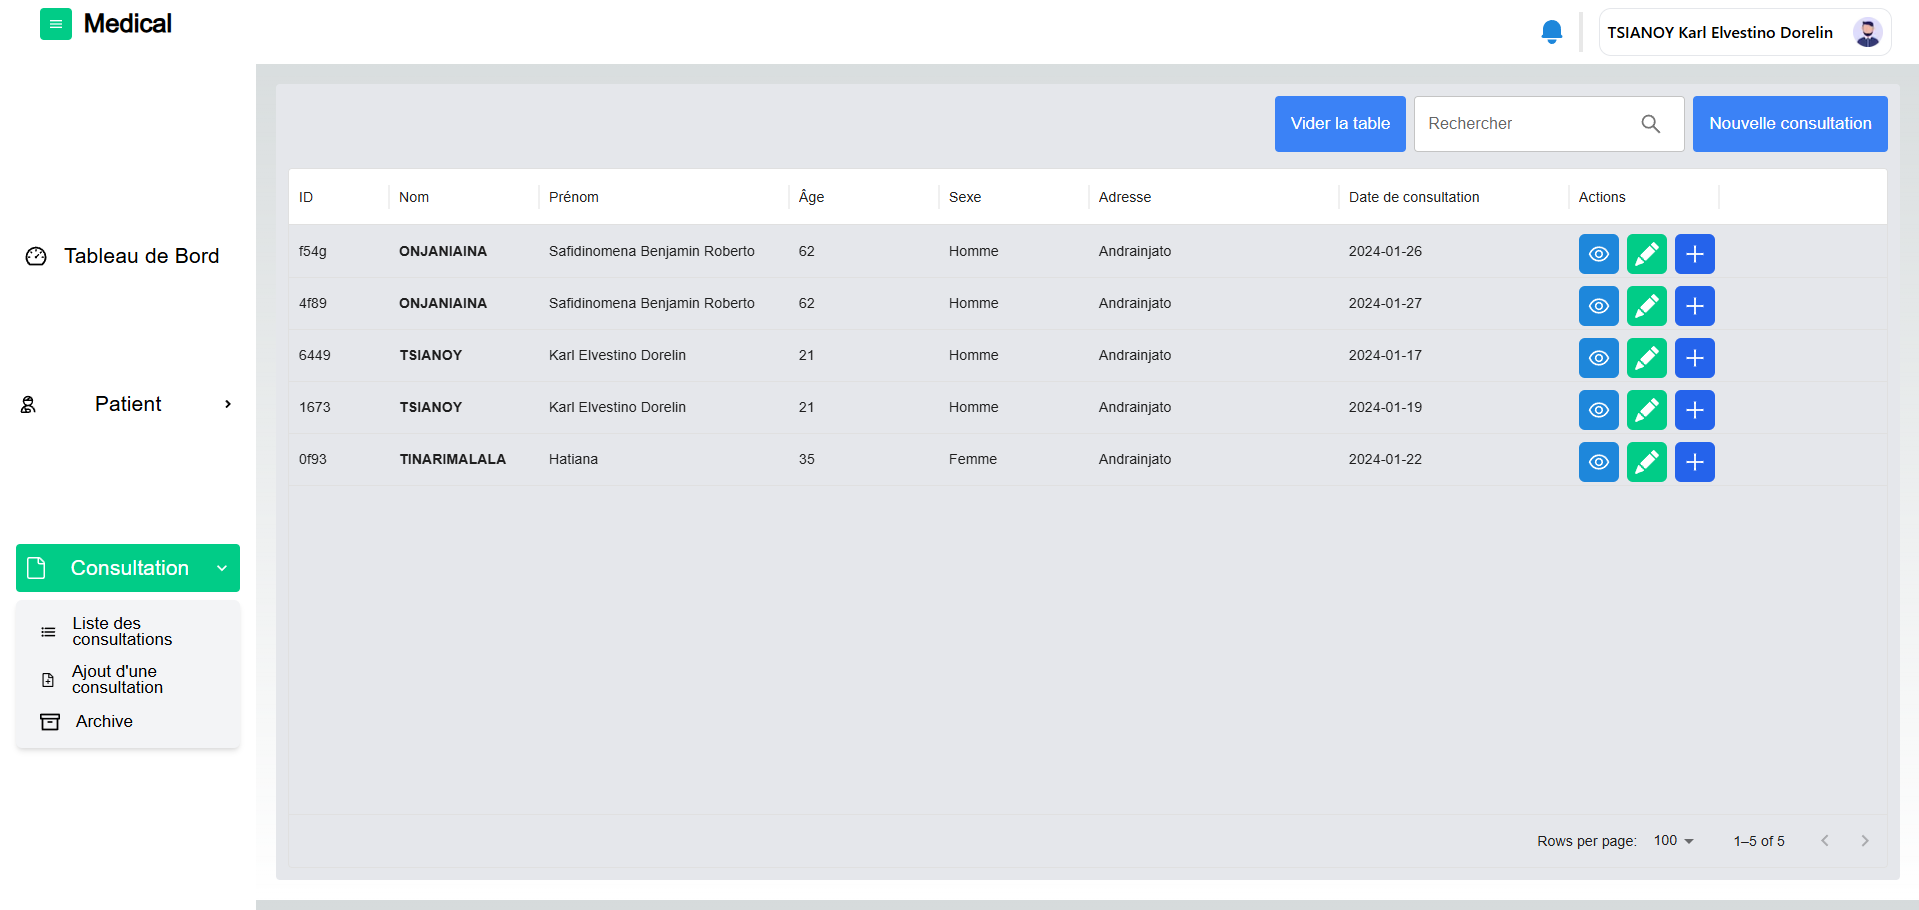 Medical
TSIANOY Karl Elvestino Dorelin
Vider la table
Rechercher
Nouvelle consultation
Tableau de Bord
Patient
Consultation
Liste des
consultations
Ajout d'une
consultation
Archive
ID Nom Prénom Âge Sexe Adresse Date de consultation Actions
f54g ONJANIAINA Safidinomena Benjamin Roberto 62 Homme Andrainjato 2024-01-26
4f89 ONJANIAINA Safidinomena Benjamin Roberto 62 Homme Andrainjato 2024-01-27
6449 TSIANOY Karl Elvestino Dorelin 21 Homme Andrainjato 2024-01-17
1673 TSIANOY Karl Elvestino Dorelin 21 Homme Andrainjato 2024-01-19
0f93 TINARIMALALA Hatiana 35 Femme Andrainjato 2024-01-22
Rows per page: 100 1–5 of 5